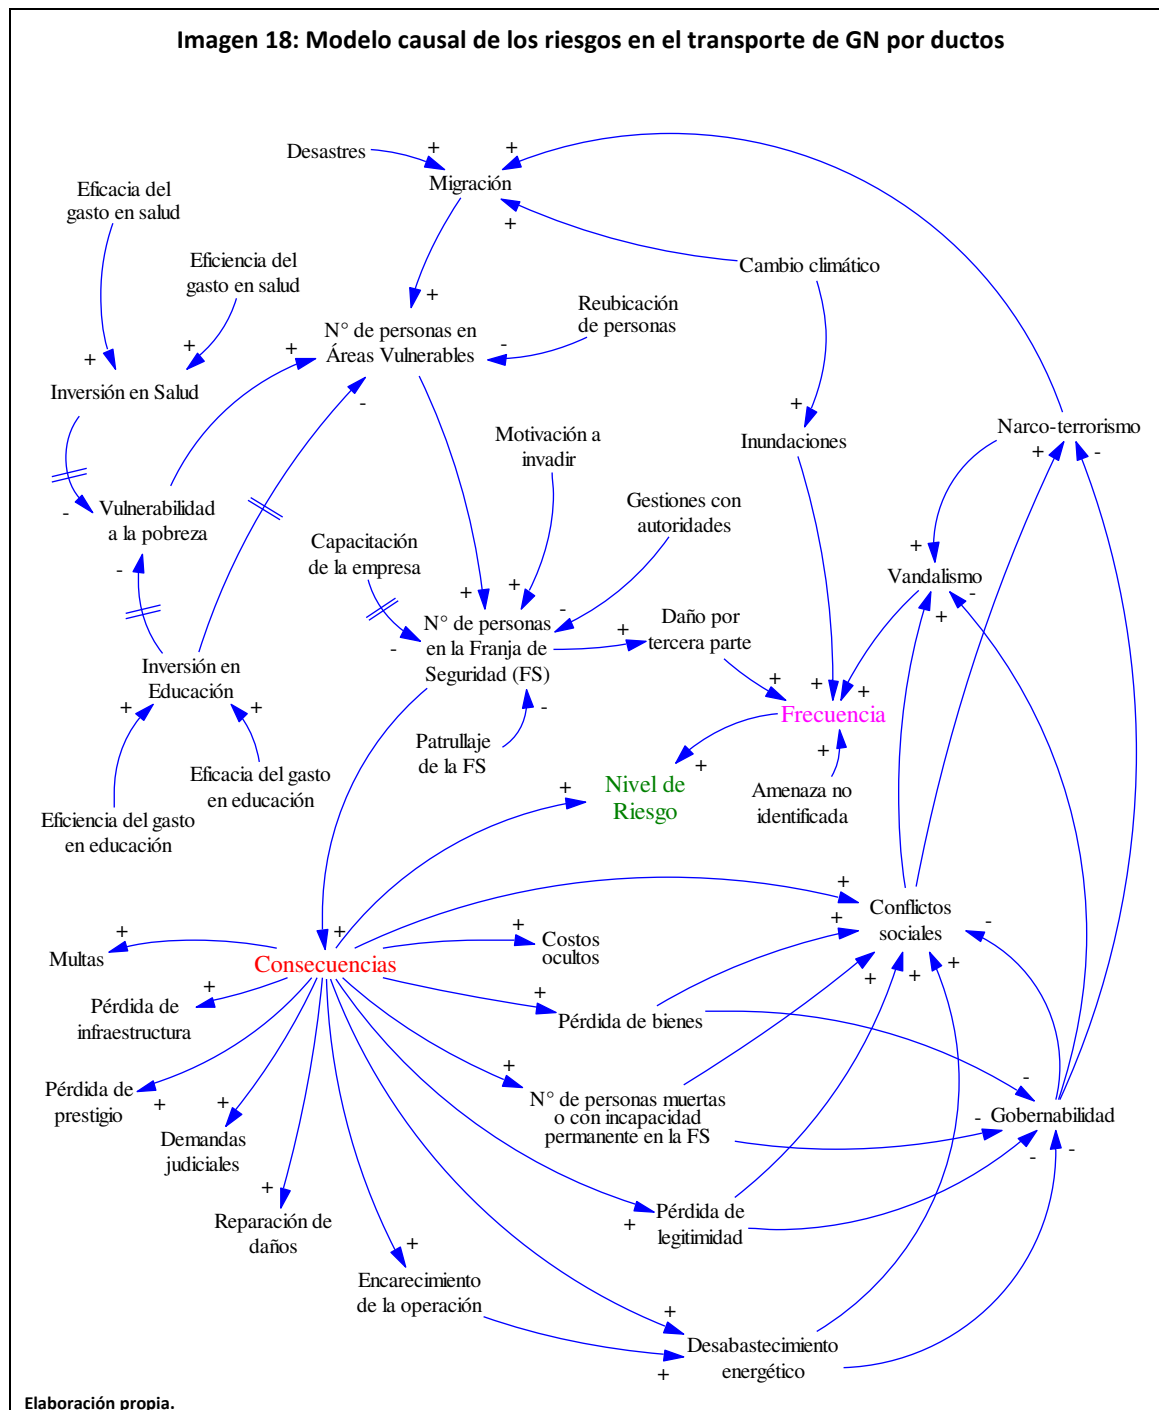 Imagen 18: Modelo causal de los riesgos en el transporte de GN por ductos
Desastres
+
+
Migración
+
Eficacia del
gasto en salud
Eficiencia del
gasto en salud
Cambio climático
+
Reubicación
de personas
N° de personas en
Áreas Vulnerables
+
-
+
+
Inversión en Salud
-
+
Inundaciones
Narco-terrorismo
+
-
Motivación a
invadir
Vulnerabilidad
a la pobreza
-
-
Gestiones con
autoridades
Capacitación
de la empresa
+
Vandalismo
-
+
+
+
-
N° de personas
en la Franja de
Seguridad (FS)
-
-
+
Daño por
tercera parte
Inversión en
Educación
+
+
+
+
+
Frecuencia
+
Patrullaje
de la FS
+
Nivel de
Riesgo
+
Amenaza no
identificada
Eficacia del gasto
en educación
Eficiencia del gasto
en educación
+
Conflictos
sociales
+
-
+
+
+
+
Consecuencias
+
Costos
ocultos
+
Multas
+
Pérdida de
infraestructura
+
Pérdida de bienes
-
Pérdida de
prestigio
+
+
N° de personas muertas
o con incapacidad
permanente en la FS
-
Gobernabilidad
-
-
+
Demandas
judiciales
+
Reparación de
daños
+
Pérdida de
legitimidad
+
Encarecimiento
de la operación
+
+
Desabastecimiento
energético
Elaboración propia.